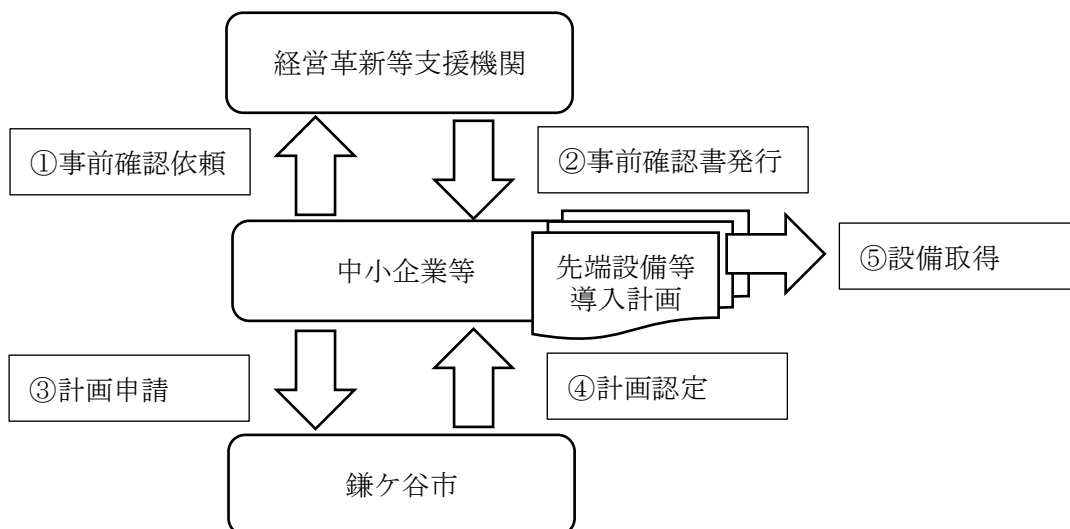 経営革新等支援機関
①事前確認依頼
②事前確認書発行
中小企業等
先端設備等
導入計画
⑤設備取得
③計画申請
④計画認定
鎌ケ谷市